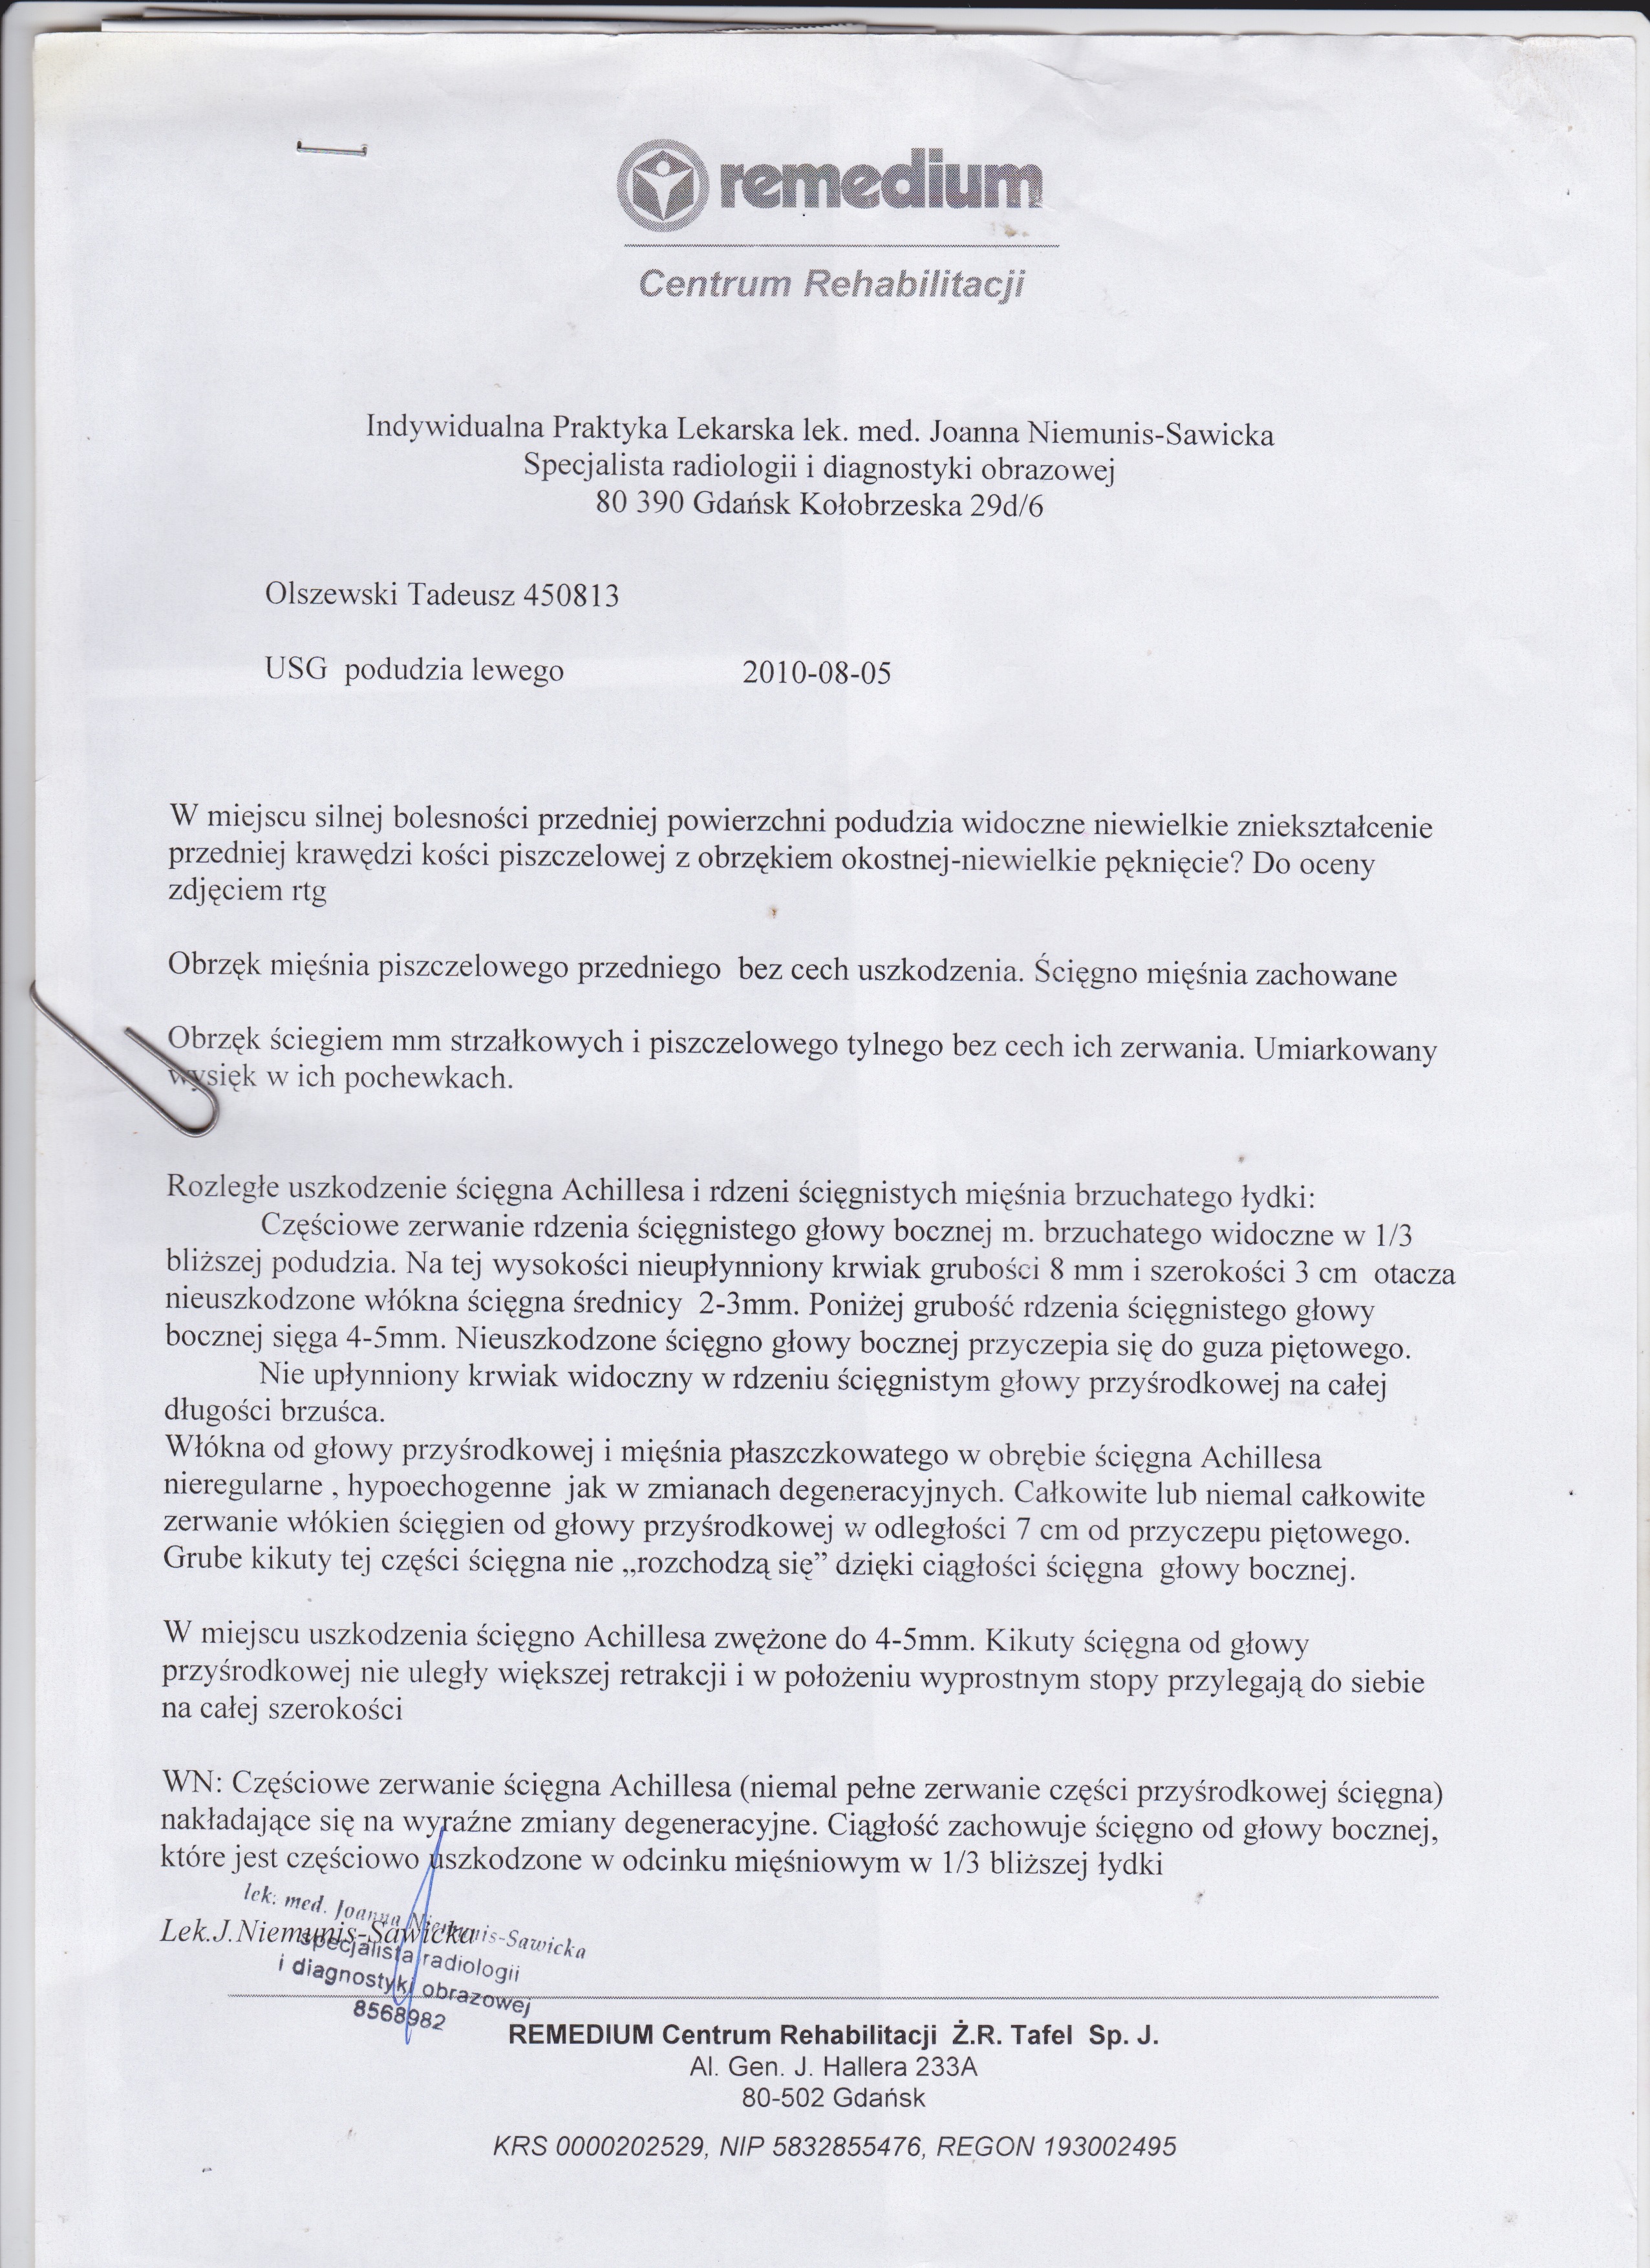 remedium
Centrum Rehabilitacji
Indywidualna Praktyka Lekarska lek. med. Joanna Niemunis-Sawicka
Specjalista radiologii i diagnostyki obrazowej
80 390 Gdańsk Kołobrzeska 29d/6
Olszewski Tadeusz 450813
USG podudzia lewego 2010-08-05
W miejscu silnej bolesności przedniej powierzchni podudzia widoczne niewielkie zniekształcenie
przedniej krawędzi kości piszczelowej z obrzękiem okostnej-niewielkie pęknięcie? Do oceny
zdjęciem rtg
Obrzęk mięśnia piszczelowego przedniego bez cech uszkodzenia. Ścięgno mięśnia zachowane
Obrzęk ściegiem mm strzałkowych i piszczelowego tylnego bez cech ich zerwania. Umiarkowany
wysięk w ich pochewkach.
Rozległe uszkodzenie ścięgna Achillesa i rdzeni ścięgnistych mięśnia brzuchatego łydki:
Częściowe zerwanie rdzenia ścięgnistego głowy bocznej m. brzuchatego widoczne w 1/3
bliższej podudzia. Na tej wysokości nieupłynniony krwiak grubości 8 mm i szerokości 3 cm otacza
nieuszkodzone włókna ścięgna średnicy 2-3mm. Poniżej grubość rdzenia ścięgnistego głowy
bocznej sięga 4-5mm. Nieuszkodzone ścięgno głowy bocznej przyczepia się do guza piętowego.
Nie upłynniony krwiak widoczny w rdzeniu ścięgnistym głowy przyśrodkowej na całej
długości brzuśca.
Włókna od głowy przyśrodkowej i mięśnia płaszczkowatego w obrębie ścięgna Achillesa
nieregularne , hypoechogenne jak w zmianach degeneracyjnych. Całkowite lub niemal całkowite
zerwanie włókien ścięgien od głowy przyśrodkowej w odległości 7 cm od przyczepu piętowego.
Grube kikuty tej części ścięgna nie „rozchodzą się” dzięki ciągłości ścięgna głowy bocznej.
W miejscu uszkodzenia ścięgno Achillesa zwężone do 4-5mm. Kikuty ścięgna od głowy
przyśrodkowej nie uległy większej retrakcji i w położeniu wyprostnym stopy przylegają do siebie
na całej szerokości
WN: Częściowe zerwanie ścięgna Achillesa (niemal pełne zerwanie części przyśrodkowej ścięgna)
nakładające się na wyraźne zmiany degeneracyjne. Ciągłość zachowuje ścięgno od głowy bocznej,
które jest częściowo uszkodzone w odcinku mięśniowym w 1/3 bliższej łydki
lek. med. Joanna Niemunis-Sawicka
Lek.J.Niemunis-Sawicka
specjalista radiologii
i diagnostyki obrazowej
8568982
REMEDIUM Centrum Rehabilitacji Ż.R. Tafel Sp. J.
Al. Gen. J. Hallera 233A
80-502 Gdańsk
KRS 0000202529, NIP 5832855476, REGON 193002495